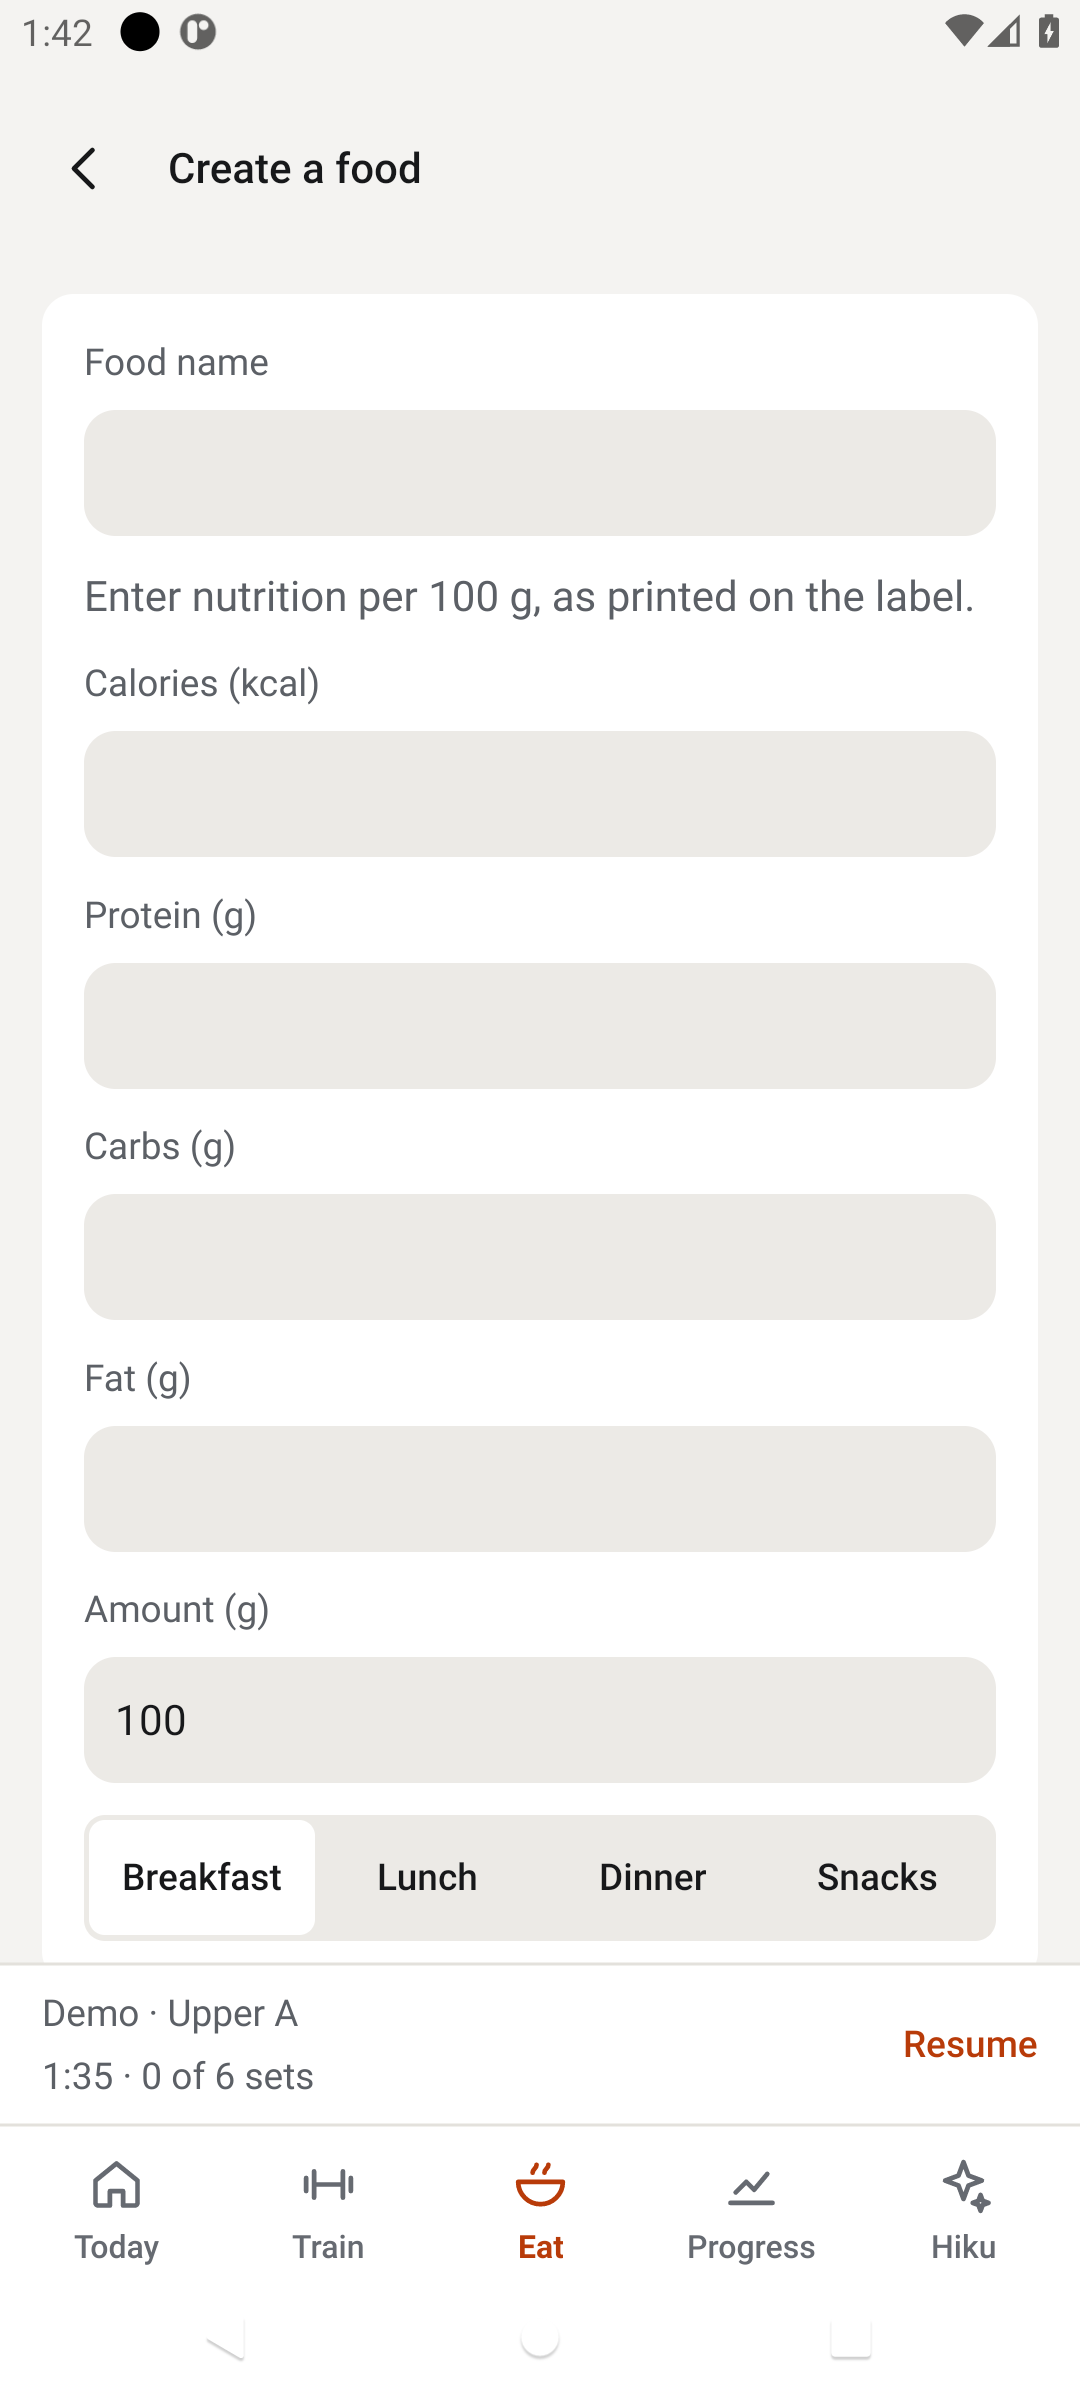 1:42
Create a food
Food name
Enter nutrition per 100 g, as printed on the label.
Calories (kcal)
Protein (g)
Carbs (g)
Fat (g)
Amount (g)
100
Breakfast Lunch Dinner Snacks
Demo · Upper A
1:35 · 0 of 6 sets
Resume
Today Train Eat Progress Hiku